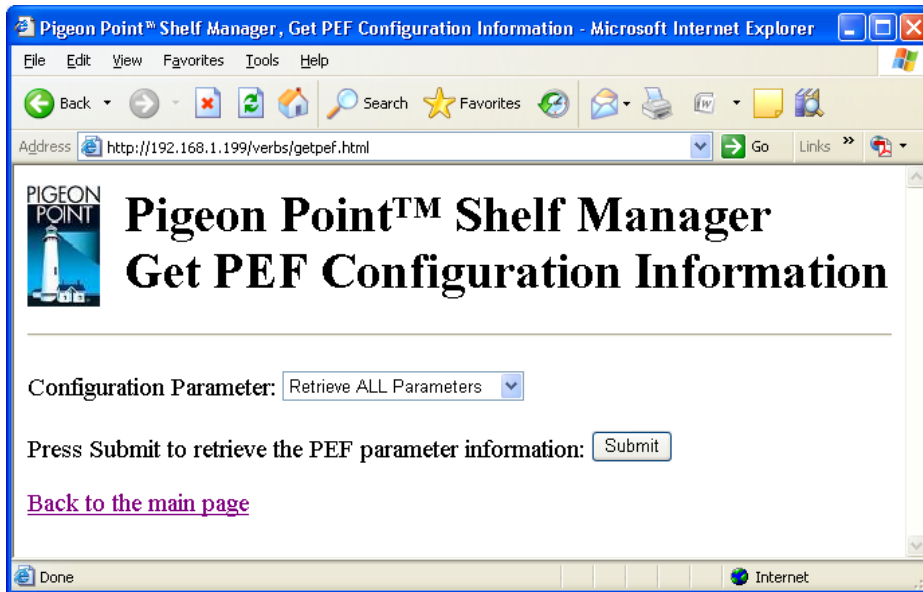 Pigeon Point™ Shelf Manager, Get PEF Configuration Information - Microsoft Internet Explorer
File Edit View Favorites Tools Help
Back Search Favorites
Address http://192.168.1.199/verbs/getpef.html Go Links »
PIGEON
POINT
Pigeon Point™ Shelf Manager
Get PEF Configuration Information
Configuration Parameter: Retrieve ALL Parameters
Press Submit to retrieve the PEF parameter information: Submit
Back to the main page
Done Internet